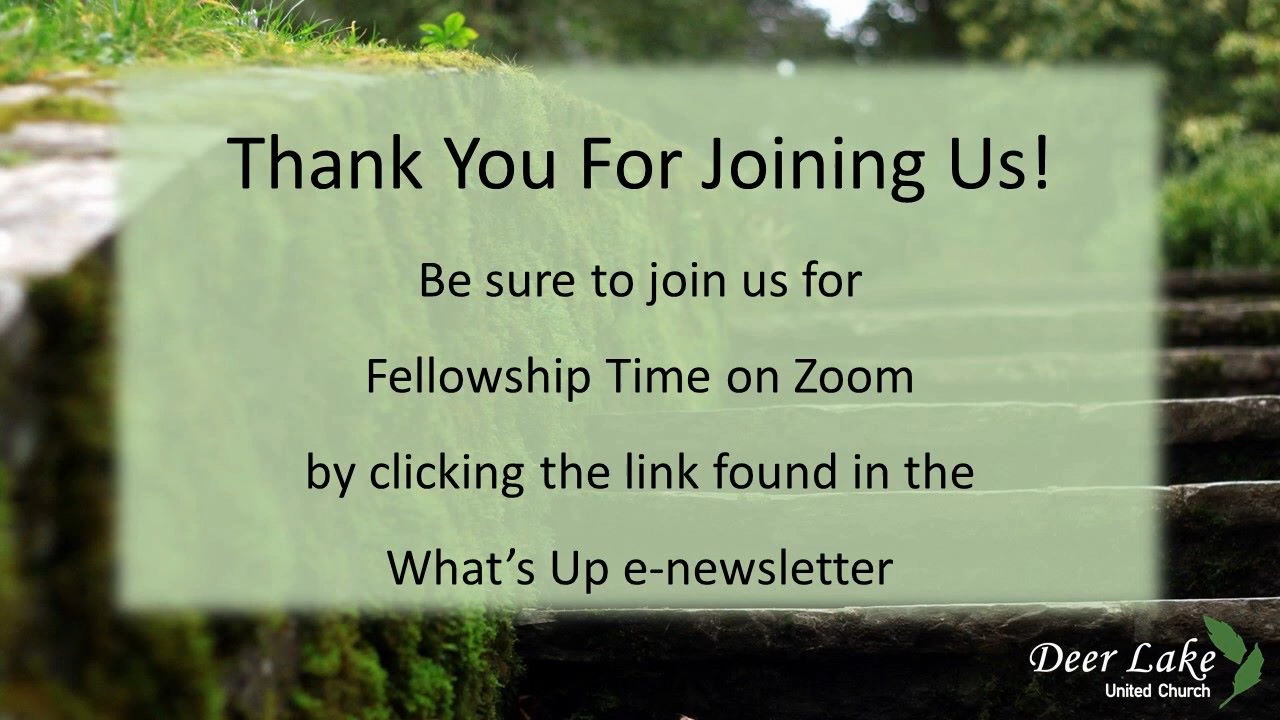 Thank You For Joining Us!
Be sure to join us for
Fellowship Time on Zoom
by clicking the link found in the
What’s Up e-newsletter
Deer Lake
United Church